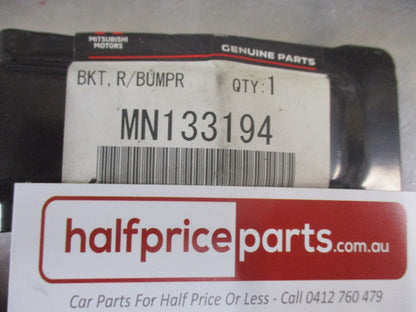 MITSUBISHI
MOTORS
GENUINE PARTS
BKT, R/BUMPR QTY:1
MN133194
halfpriceparts.com.au
Car Parts For Half Price Or Less - Call 0412 760 479